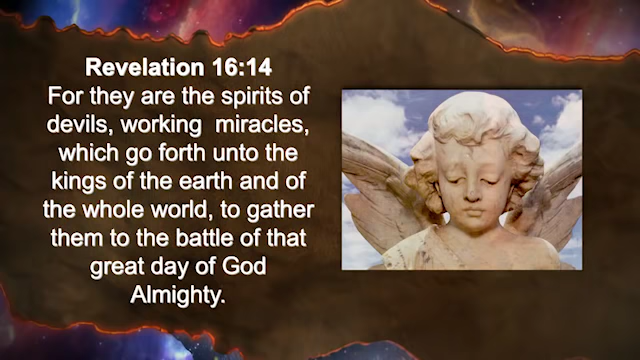 Revelation 16:14
For they are the spirits of
devils, working  miracles,
which go forth unto the
kings of the earth and of
the whole world, to gather
them to the battle of that
great day of God
Almighty.